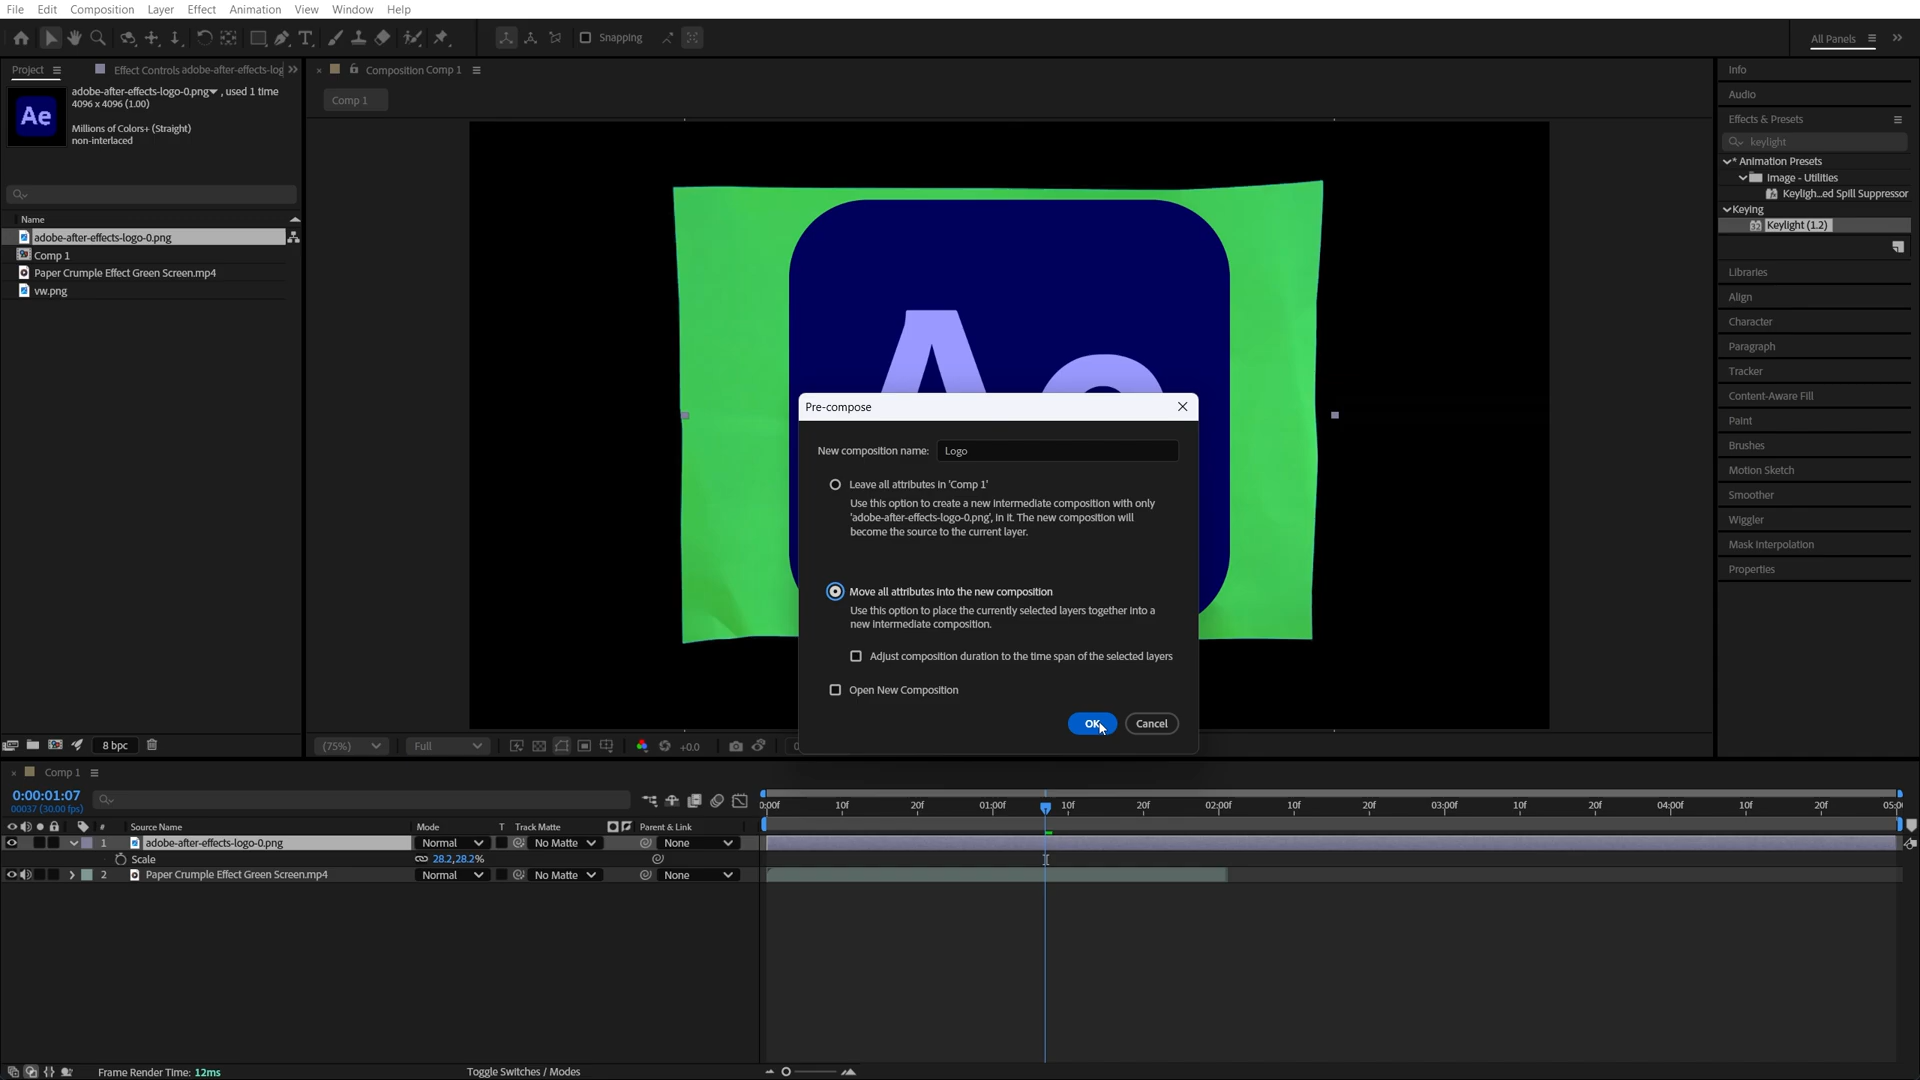 File Edit Composition Layer Effect Animation View Window Help
Snapping
All Panels
Project
Effect Controls adobe-after-effects-log
adobe-after-effects-logo-0.png , used 1 time
4096 x 4096 (1.00)
Millions of Colors+ (Straight)
non-interlaced
Ae
Name
adobe-after-effects-logo-0.png
Comp 1
Paper Crumple Effect Green Screen.mp4
vw.png
8 bpc
Composition Comp 1
Comp 1
Pre-compose
New composition name: Logo
Leave all attributes in 'Comp 1'
Use this option to create a new intermediate composition with only
'adobe-after-effects-logo-0.png', in it. The new composition will
become the source to the current layer.
Move all attributes into the new composition
Use this option to place the currently selected layers together into a
new intermediate composition.
Adjust composition duration to the time span of the selected layers
Open New Composition
OK Cancel
(75%) Full +0.0
Info
Audio
Effects & Presets
keylight
* Animation Presets
Image - Utilities
Keyligh...ed Spill Suppressor
Keying
Keylight (1.2)
Libraries
Align
Character
Paragraph
Tracker
Content-Aware Fill
Paint
Brushes
Motion Sketch
Smoother
Wiggler
Mask Interpolation
Properties
Comp 1
0:00:01:07
00037 (30.00 fps)
0:00f 10f 20f 01:00f 10f 20f 02:00f 10f 20f 03:00f 10f 20f 04:00f 10f 20f 05:0
# Source Name Mode T Track Matte Parent & Link
1 adobe-after-effects-logo-0.png Normal No Matte None
Scale 28.2,28.2%
2 Paper Crumple Effect Green Screen.mp4 Normal No Matte None
Frame Render Time: 12ms
Toggle Switches / Modes